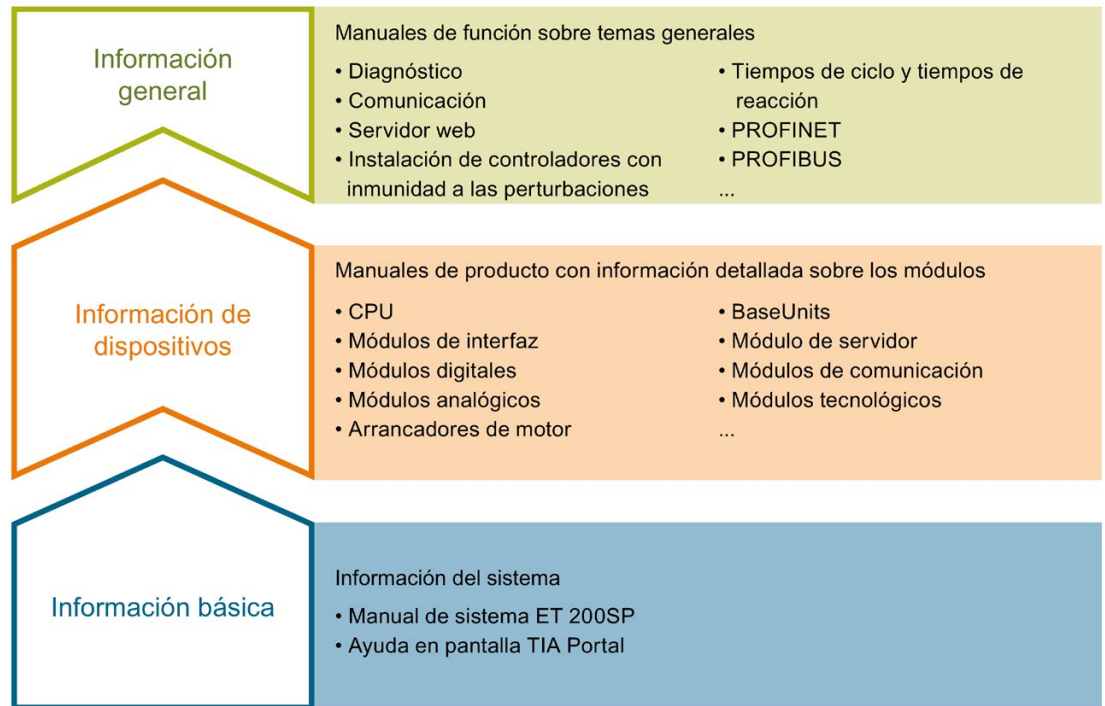 Información
general
Manuales de función sobre temas generales
• Diagnóstico
• Comunicación
• Servidor web
• Instalación de controladores con
inmunidad a las perturbaciones
• Tiempos de ciclo y tiempos de
reacción
• PROFINET
• PROFIBUS
...
Información de
dispositivos
Manuales de producto con información detallada sobre los módulos
• CPU
• Módulos de interfaz
• Módulos digitales
• Módulos analógicos
• Arrancadores de motor
• BaseUnits
• Módulo de servidor
• Módulos de comunicación
• Módulos tecnológicos
...
Información básica
Información del sistema
• Manual de sistema ET 200SP
• Ayuda en pantalla TIA Portal